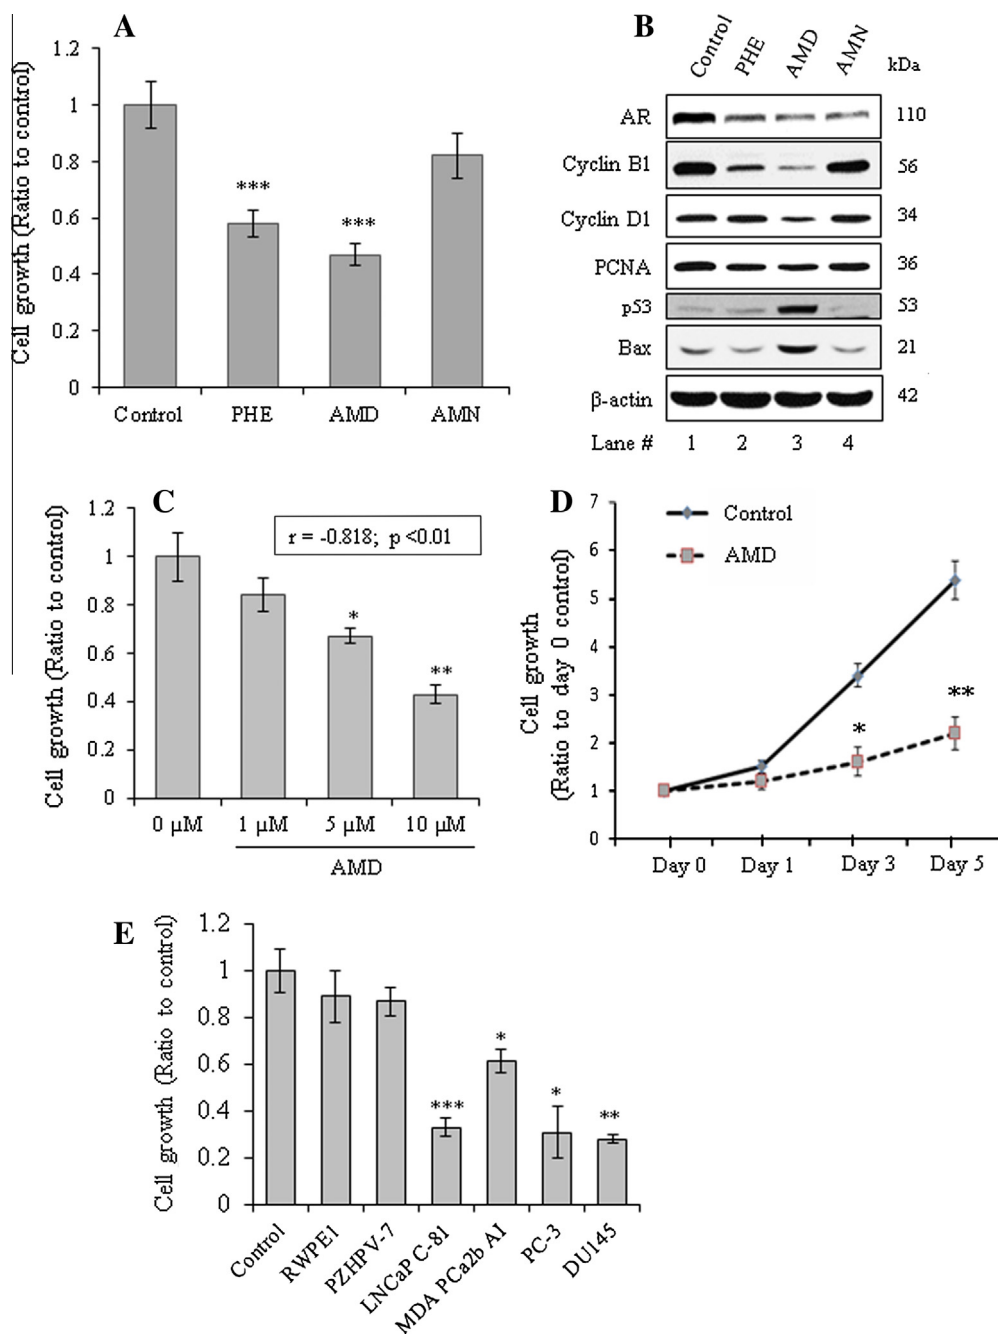 A
Cell growth (Ratio to control)
1.2
1
0.8
0.6
0.4
0.2
0
***
***
Control PHE AMD AMN
B
Control PHE AMD AMN kDa
AR 110
Cyclin B1 56
Cyclin D1 34
PCNA 36
p53 53
Bax 21
β-actin 42
Lane # 1 2 3 4
C
Cell growth (Ratio to control)
1.2
1
0.8
0.6
0.4
0.2
0
r = -0.818; p <0.01
*
**
0 µM 1 µM 5 µM 10 µM
AMD
D
Cell growth
(Ratio to day 0 control)
7
6
5
4
3
2
1
0
Control
AMD
*
**
Day 0 Day 1 Day 3 Day 5
E
Cell growth (Ratio to control)
1.2
1
0.8
0.6
0.4
0.2
0
***
*
*
**
Control RWPE1 PZHPV-7 LNCaP C-81 MDA PCa2b AI PC-3 DU145